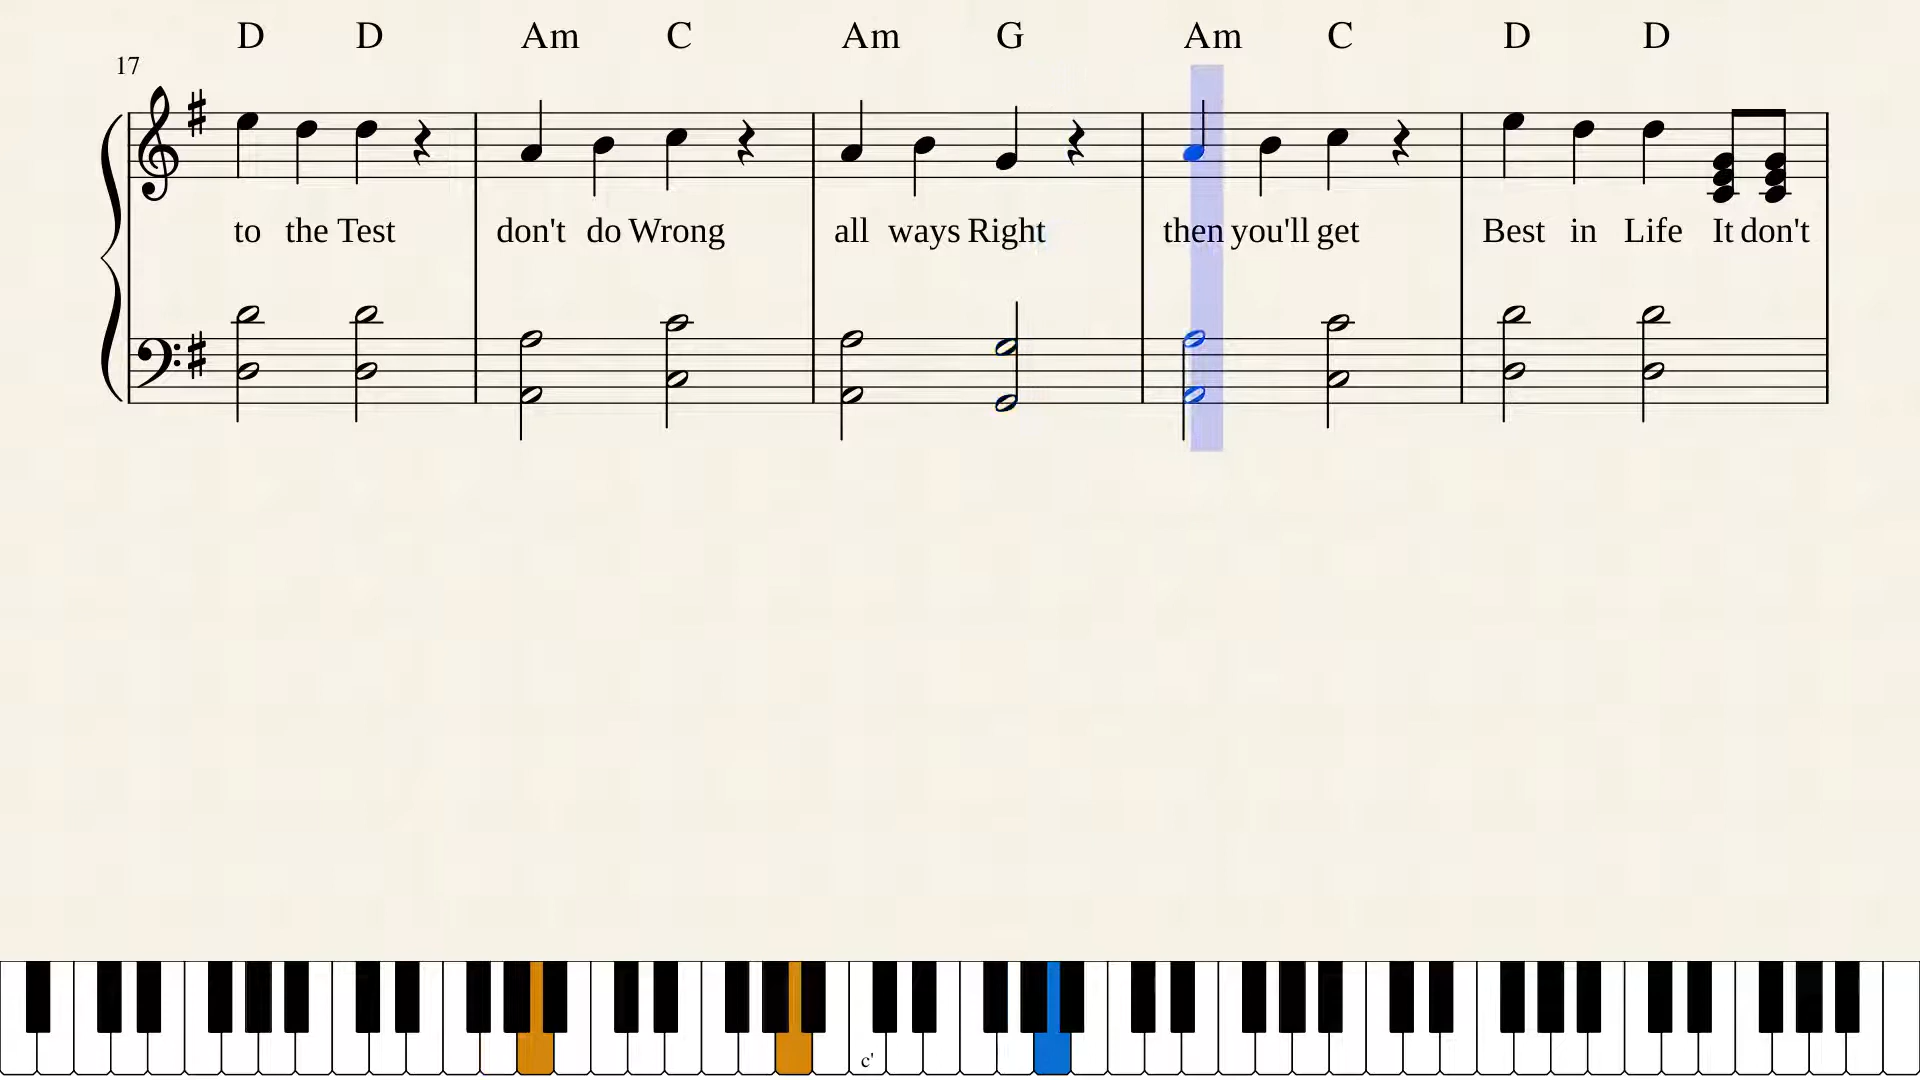 D D Am C Am G Am C D D
17
to the Test don't do Wrong all ways Right then you'll get Best in Life It don't
c'